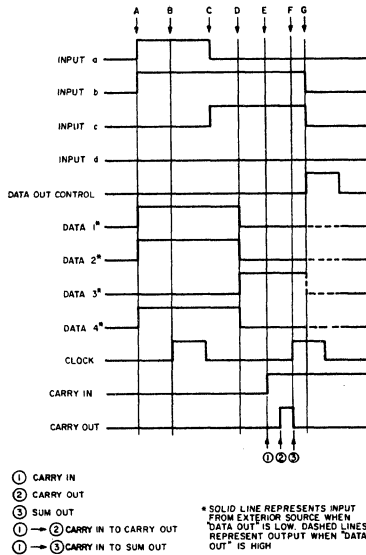 A B C D E F G
INPUT a
INPUT b
INPUT c
INPUT d
DATA OUT CONTROL
DATA 1*
DATA 2*
DATA 3*
DATA 4*
CLOCK
CARRY IN
CARRY OUT
① ② ③
① CARRY IN
② CARRY OUT
③ SUM OUT
① → ② CARRY IN TO CARRY OUT
① → ③ CARRY IN TO SUM OUT
* SOLID LINE REPRESENTS INPUT
FROM EXTERIOR SOURCE WHEN
"DATA OUT" IS LOW. DASHED LINES
REPRESENT OUTPUT WHEN "DATA
OUT" IS HIGH